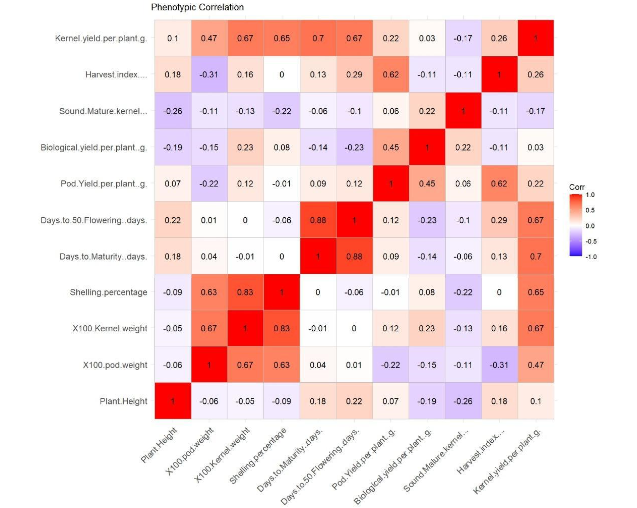 Phenotypic Correlation
Kernel.yield.per.plant.g. 0.1 0.47 0.67 0.65 0.7 0.67 0.22 0.03 -0.17 0.26 1
Harvest.index.... 0.18 -0.31 0.16 0 0.13 0.29 0.62 -0.11 -0.11 1 0.26
Sound.Mature.kernel... -0.26 -0.11 -0.13 -0.22 -0.06 -0.1 0.06 0.22 1 -0.11 -0.17
Biological.yield.per.plant..g. -0.19 -0.15 0.23 0.08 -0.14 -0.23 0.45 1 0.22 -0.11 0.03
Pod.Yield.per.plant..g. 0.07 -0.22 0.12 -0.01 0.09 0.12 1 0.45 0.06 0.62 0.22
Days.to.50.Flowering..days. 0.22 0.01 0 -0.06 0.88 1 0.12 -0.23 -0.1 0.29 0.67
Days.to.Maturity..days. 0.18 0.04 -0.01 0 1 0.88 0.09 -0.14 -0.06 0.13 0.7
Shelling.percentage -0.09 0.63 0.83 1 0 -0.06 -0.01 0.08 -0.22 0 0.65
X100.Kernel.weight -0.05 0.67 1 0.83 -0.01 0 0.12 0.23 -0.13 0.16 0.67
X100.pod.weight -0.06 1 0.67 0.63 0.04 0.01 -0.22 -0.15 -0.11 -0.31 0.47
Plant.Height 1 -0.06 -0.05 -0.09 0.18 0.22 0.07 -0.19 -0.26 0.18 0.1
Plant.Height
X100.pod.weight
X100.Kernel.weight
Shelling.percentage
Days.to.Maturity..days.
Days.to.50.Flowering..days.
Pod.Yield.per.plant..g.
Biological.yield.per.plant..g.
Sound.Mature.kernel...
Harvest.index....
Kernel.yield.per.plant.g.
Corr
1.0
0.5
0.0
-0.5
-1.0